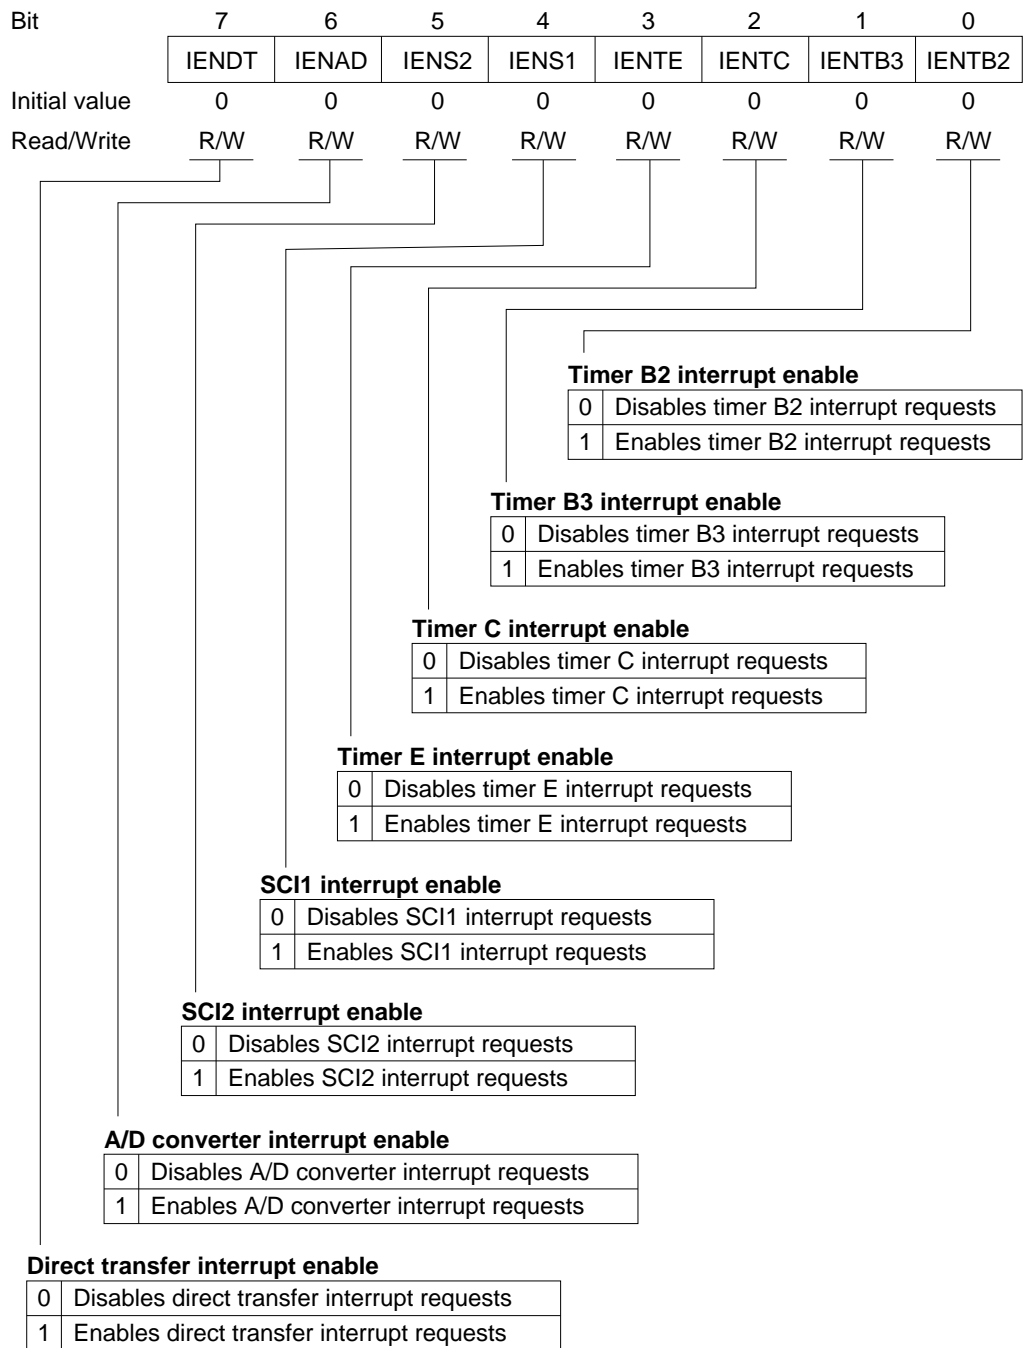 Bit 7 6 5 4 3 2 1 0
IENDT IENAD IENS2 IENS1 IENTE IENTC IENTB3 IENTB2
Initial value 0 0 0 0 0 0 0 0
Read/Write R/W R/W R/W R/W R/W R/W R/W R/W
Timer B2 interrupt enable
0 Disables timer B2 interrupt requests
1 Enables timer B2 interrupt requests
Timer B3 interrupt enable
0 Disables timer B3 interrupt requests
1 Enables timer B3 interrupt requests
Timer C interrupt enable
0 Disables timer C interrupt requests
1 Enables timer C interrupt requests
Timer E interrupt enable
0 Disables timer E interrupt requests
1 Enables timer E interrupt requests
SCI1 interrupt enable
0 Disables SCI1 interrupt requests
1 Enables SCI1 interrupt requests
SCI2 interrupt enable
0 Disables SCI2 interrupt requests
1 Enables SCI2 interrupt requests
A/D converter interrupt enable
0 Disables A/D converter interrupt requests
1 Enables A/D converter interrupt requests
Direct transfer interrupt enable
0 Disables direct transfer interrupt requests
1 Enables direct transfer interrupt requests